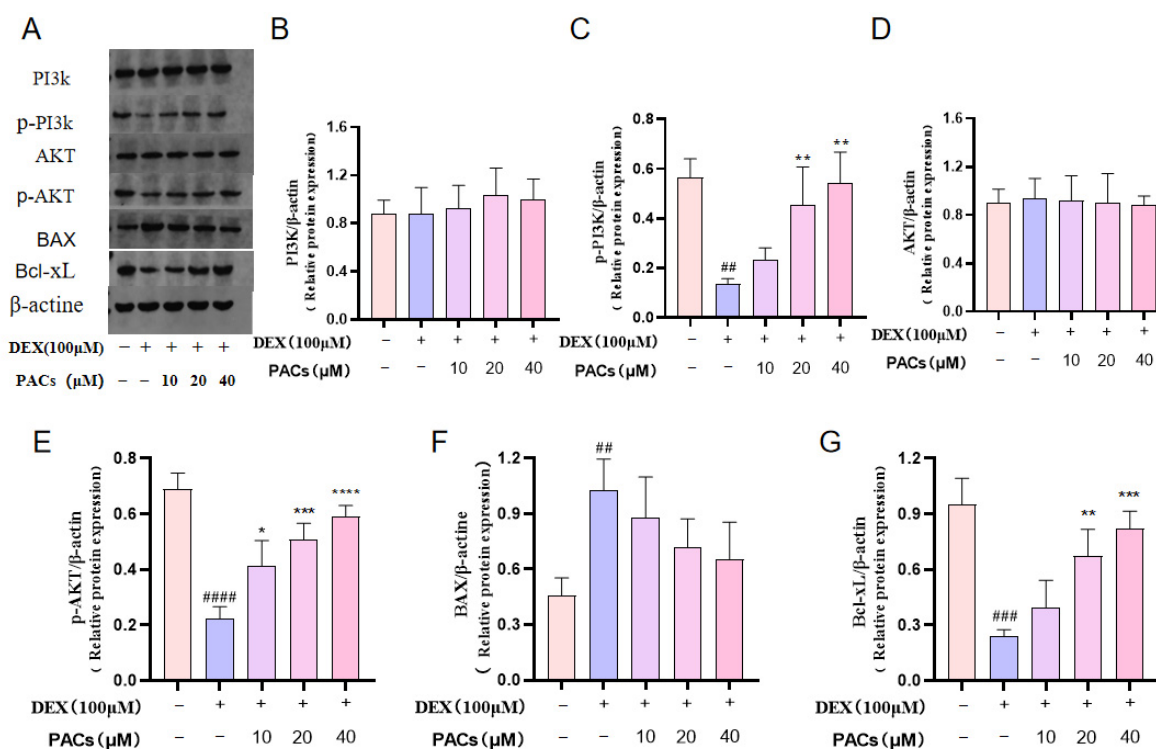 A
PI3k
p-PI3k
AKT
p-AKT
BAX
Bcl-xL
β-actine
DEX(100μM) − + + + +
PACs (μM) − − 10 20 40
B
PI3K/β-actin
( Relative protein expression)
1.6
1.2
0.8
0.4
0.0
DEX(100μM) − + + + +
PACs(μM) − − 10 20 40
C
p-PI3K/β-actin
( Relative protein expression)
0.8
0.6
0.4
0.2
0.0
##
**
**
DEX(100μM) − + + + +
PACs(μM) − − 10 20 40
D
AKT/β-actin
( Relative protein expression)
1.6
1.2
0.8
0.4
0.0
DEX(100μM) − + + + +
PACs(μM) − − 10 20 40
E
p-AKT/β-actin
( Relative protein expression)
0.8
0.6
0.4
0.2
0.0
####
*
***
****
DEX(100μM) − + + + +
PACs(μM) − − 10 20 40
F
BAX/β-actine
( Relative protein expression)
1.2
0.9
0.6
0.3
0.0
##
DEX(100μM) − + + + +
PACs(μM) − − 10 20 40
G
Bcl-xL/β-actine
( Relative protein expression)
1.2
0.9
0.6
0.3
0.0
###
**
***
DEX(100μM) − + + + +
PACs(μM) − − 10 20 40